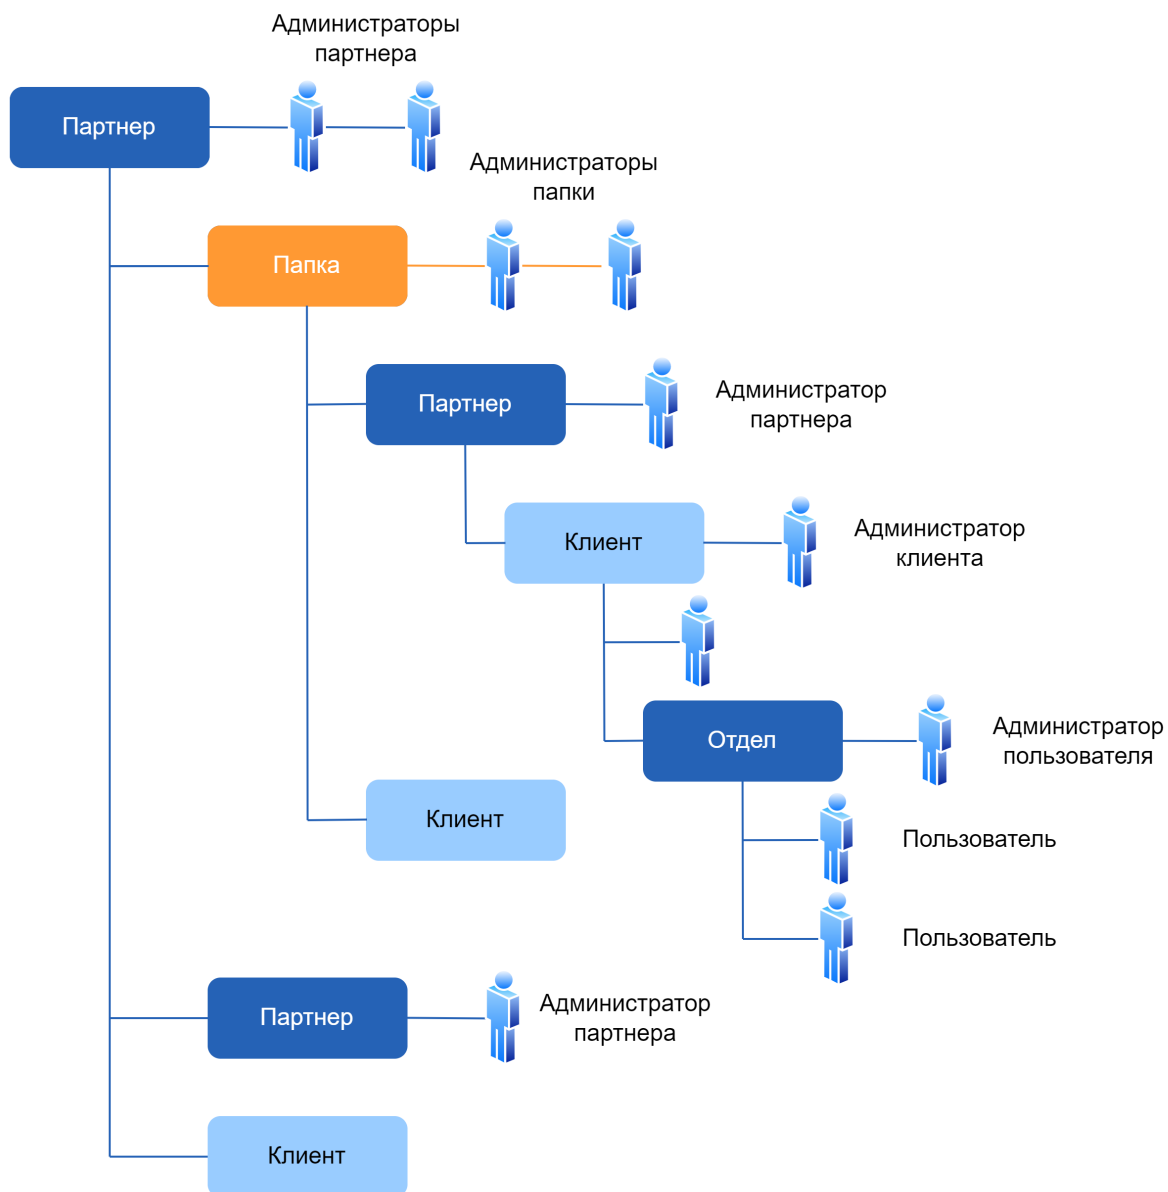 Администраторы
партнера
Партнер
Администраторы
папки
Папка
Партнер
Администратор
партнера
Клиент
Администратор
клиента
Отдел
Администратор
пользователя
Клиент
Пользователь
Пользователь
Партнер
Администратор
партнера
Клиент